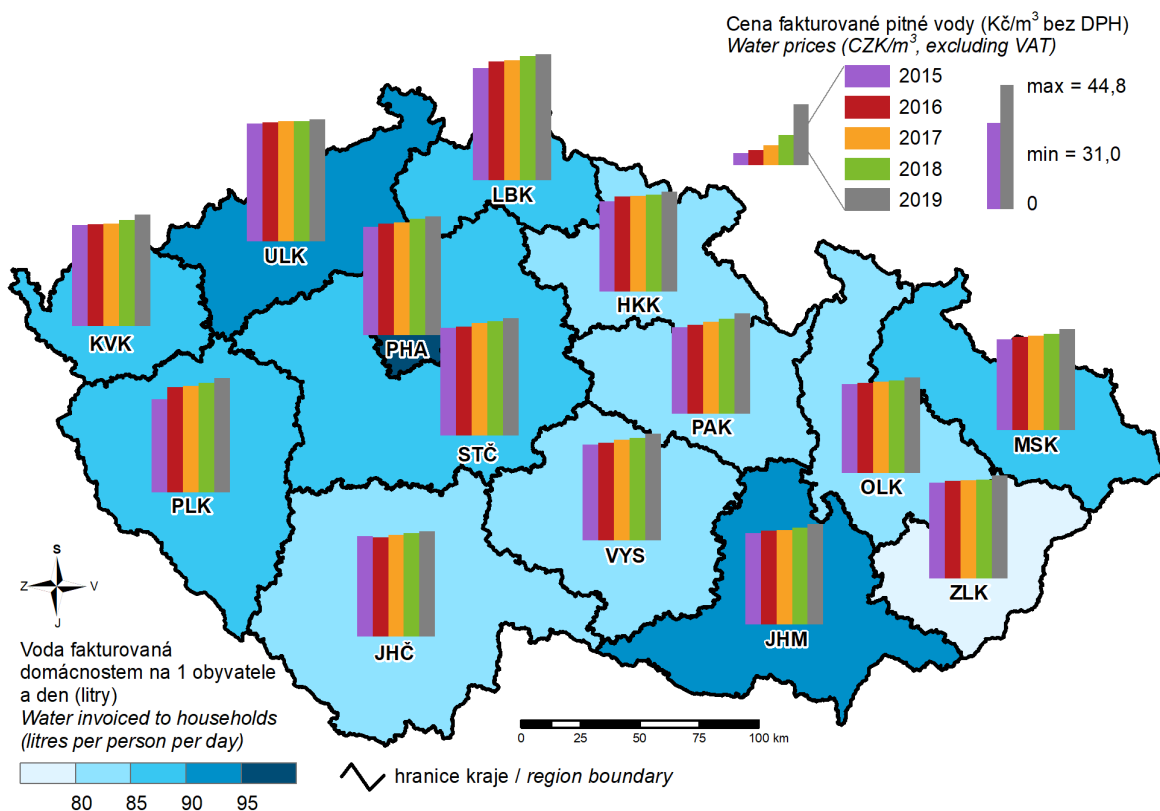 Cena fakturované pitné vody (Kč/m³ bez DPH)
Water prices (CZK/m³, excluding VAT)
2015
2016
2017
2018
2019
max = 44,8
min = 31,0
0
LBK
ULK
HKK
KVK
PHA
PAK
STČ
MSK
OLK
PLK
VYS
ZLK
JHM
JHČ
S
Z
V
J
Voda fakturovaná
domácnostem na 1 obyvatele
a den (litry)
Water invoiced to households
(litres per person per day)
80 85 90 95
0 25 50 75 100 km
hranice kraje / region boundary